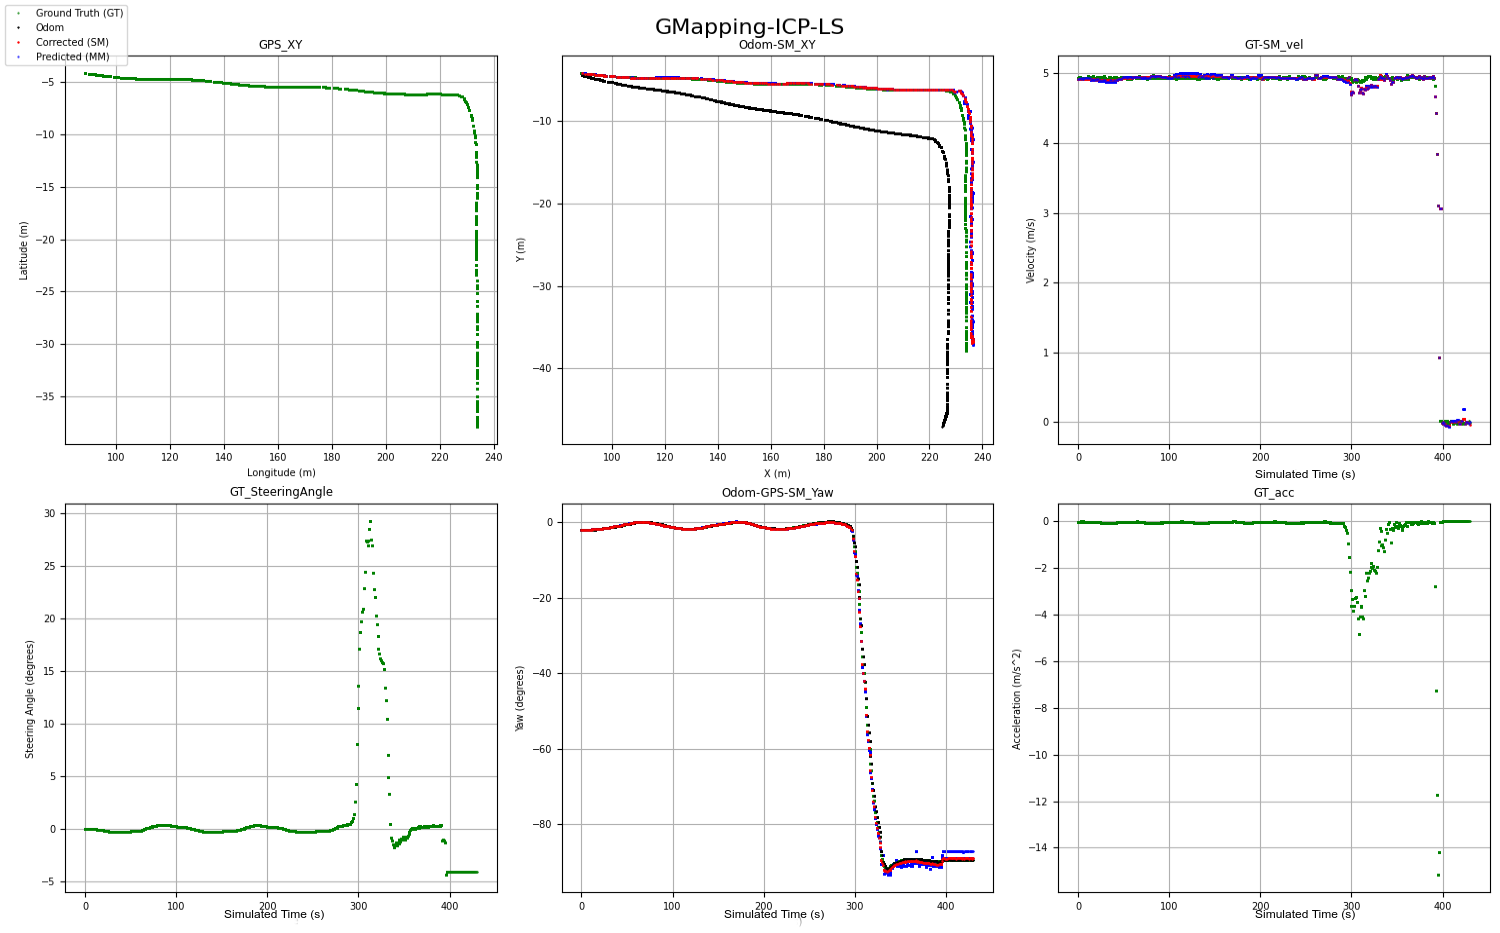 GMapping-ICP-LS
Ground Truth (GT)
Odom
Corrected (SM)
Predicted (MM)
GPS_XY
−5
−10
−15
−20
−25
−30
−35
Latitude (m)
100 120 140 160 180 200 220 240
Longitude (m)
Odom-SM_XY
−10
−20
−30
−40
Y (m)
100 120 140 160 180 200 220 240
X (m)
GT-SM_vel
5
4
3
2
1
0
Velocity (m/s)
0 100 200 300 400
Simulated Time (s)
GT_SteeringAngle
30
25
20
15
10
5
0
−5
Steering Angle (degrees)
0 100 200 300 400
Simulated Time (s)
Odom-GPS-SM_Yaw
0
−20
−40
−60
−80
Yaw (degrees)
0 100 200 300 400
Simulated Time (s)
GT_acc
0
−2
−4
−6
−8
−10
−12
−14
Acceleration (m/s^2)
0 100 200 300 400
Simulated Time (s)